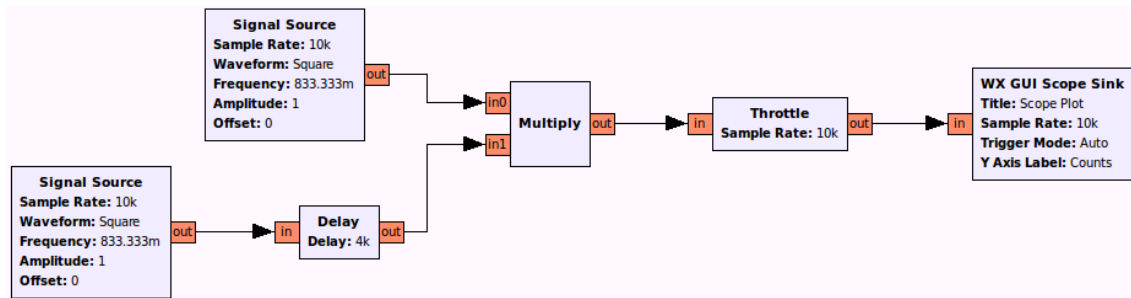 Signal Source
Sample Rate: 10k
Waveform: Square
Frequency: 833.333m
Amplitude: 1
Offset: 0
out
Signal Source
Sample Rate: 10k
Waveform: Square
Frequency: 833.333m
Amplitude: 1
Offset: 0
out
in
Delay
Delay: 4k
out
in0
in1
Multiply
out
in
Throttle
Sample Rate: 10k
out
in
WX GUI Scope Sink
Title: Scope Plot
Sample Rate: 10k
Trigger Mode: Auto
Y Axis Label: Counts